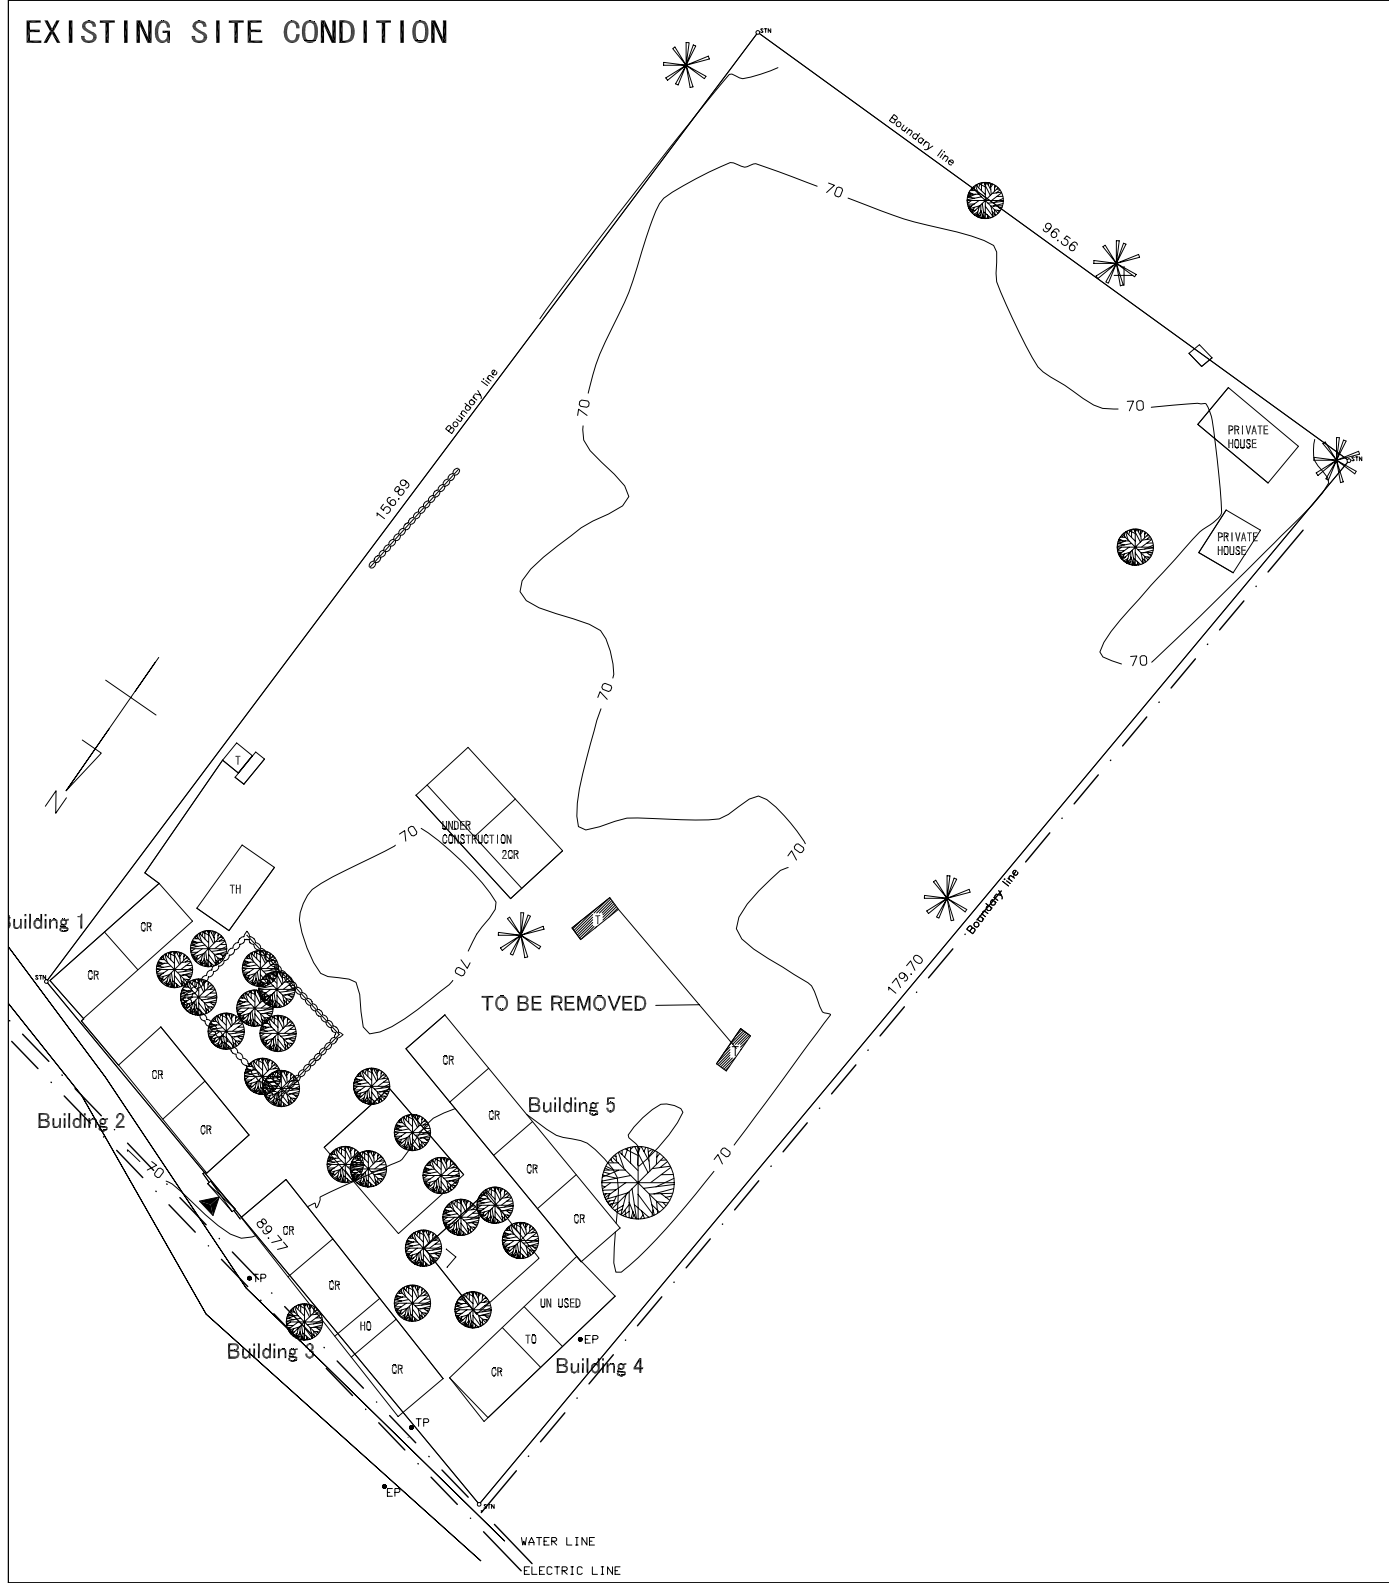 EXISTING SITE CONDITION
STN
Boundary line
70
96.56
Boundary line
70
70
PRIVATE
HOUSE
STN
156.89
PRIVATE
HOUSE
70
70
N
T
UNDER
CONSTRUCTION
2CR
70
70
TH
Boundary line
Building 1
CR
T
CR
STN
70
179.70
TO BE REMOVED
T
CR
CR
Building 2
CR
CR
Building 5
70
70
CR
CR
CR
89.77
TP
CR
UN USED
HO
TO
EP
Building 3
CR
CR
Building 4
TP
EP
STN
WATER LINE
ELECTRIC LINE